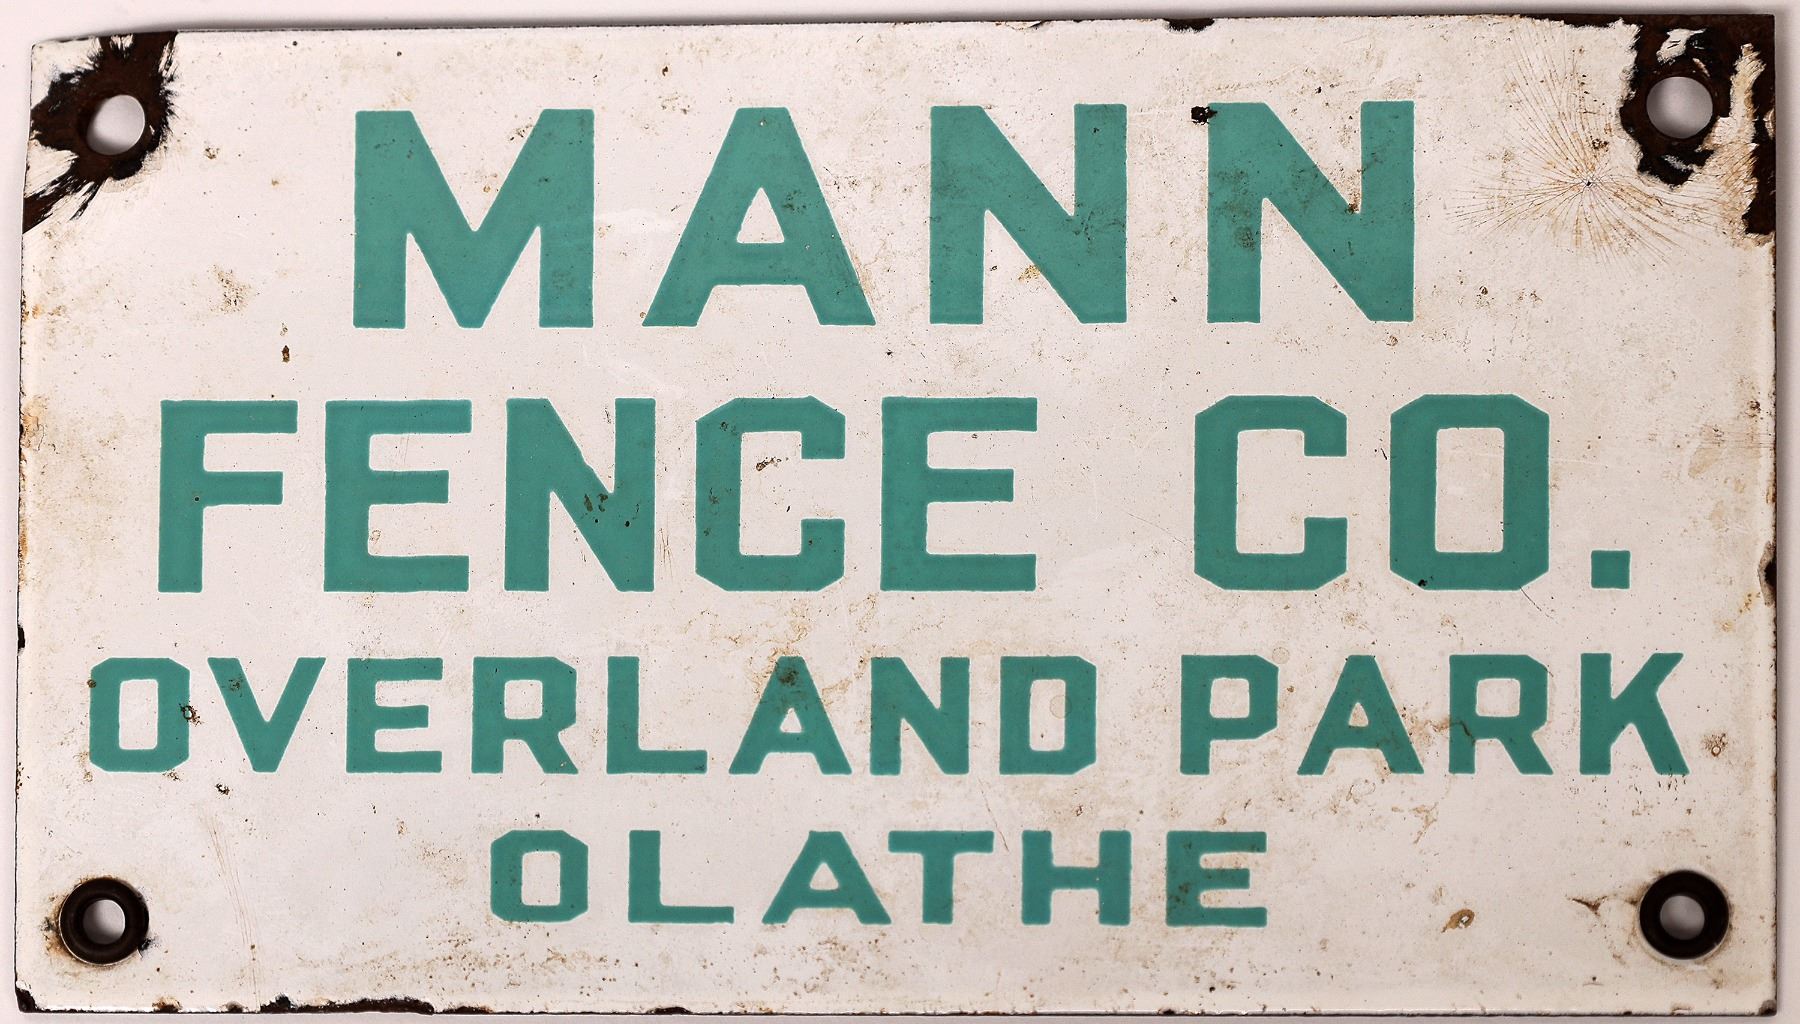 MANN
FENCE CO.
OVERLAND PARK
OLATHE